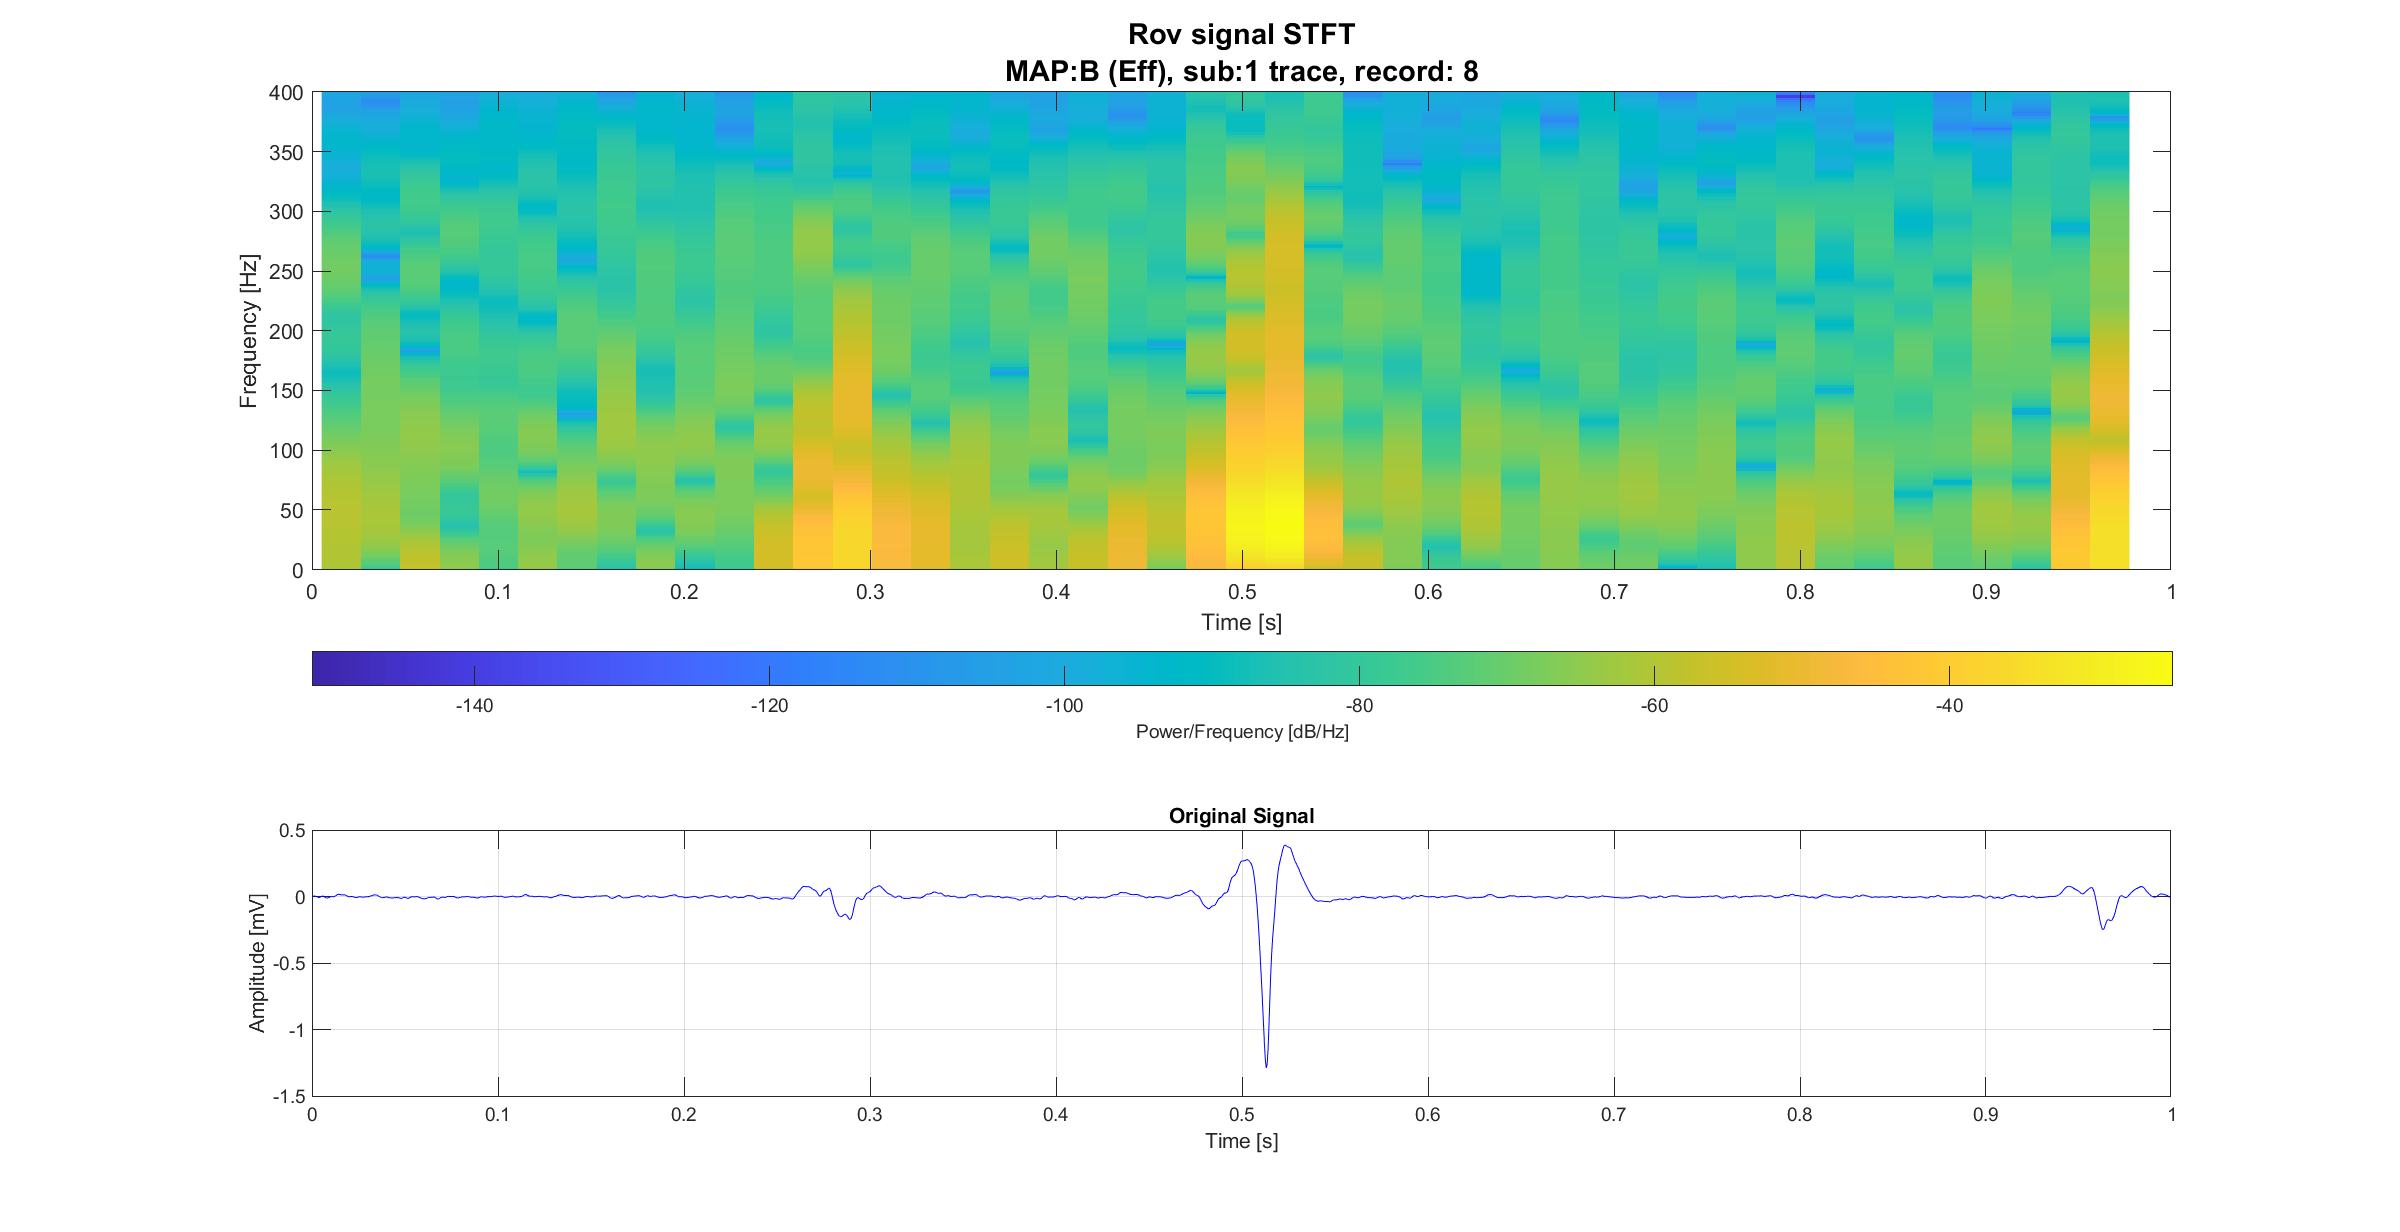 Rov signal STFT
MAP:B (Eff), sub:1 trace, record: 8
400
350
300
250
200
150
100
50
0
Frequency [Hz]
0 0.1 0.2 0.3 0.4 0.5 0.6 0.7 0.8 0.9 1
Time [s]
-140 -120 -100 -80 -60 -40
Power/Frequency [dB/Hz]
Original Signal
0.5
0
-0.5
-1
-1.5
Amplitude [mV]
0 0.1 0.2 0.3 0.4 0.5 0.6 0.7 0.8 0.9 1
Time [s]